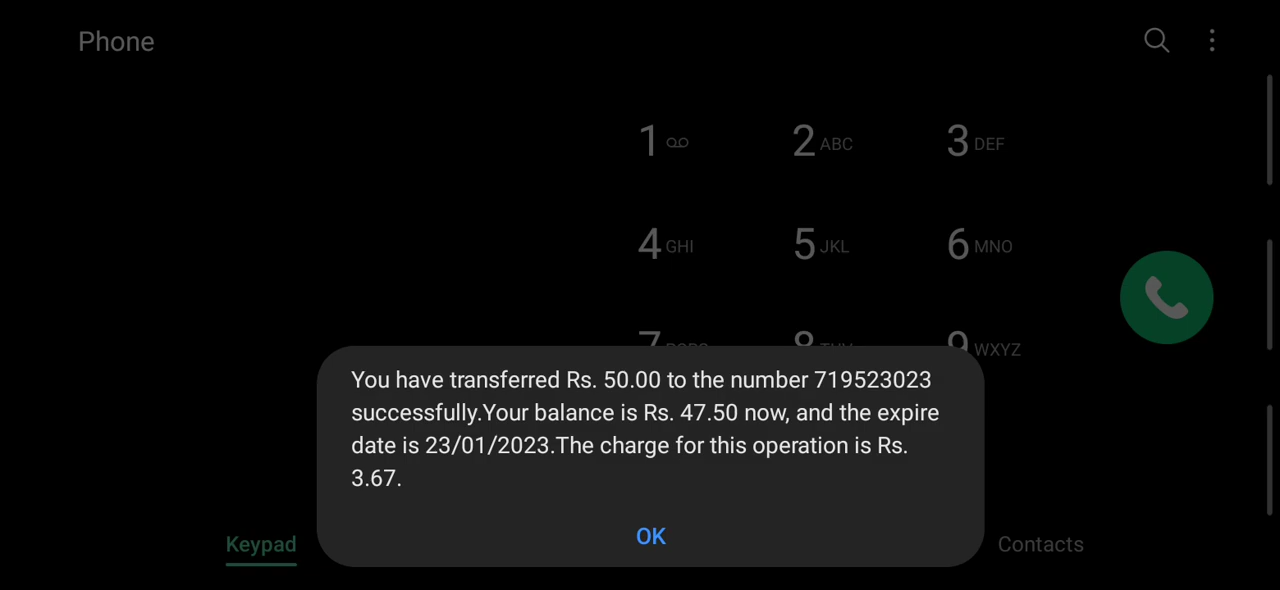 Phone
1
2 ABC
3 DEF
4 GHI
5 JKL
6 MNO
7
8
9 WXYZ
You have transferred Rs. 50.00 to the number 719523023
successfully.Your balance is Rs. 47.50 now, and the expire
date is 23/01/2023.The charge for this operation is Rs.
3.67.
OK
Keypad
Contacts